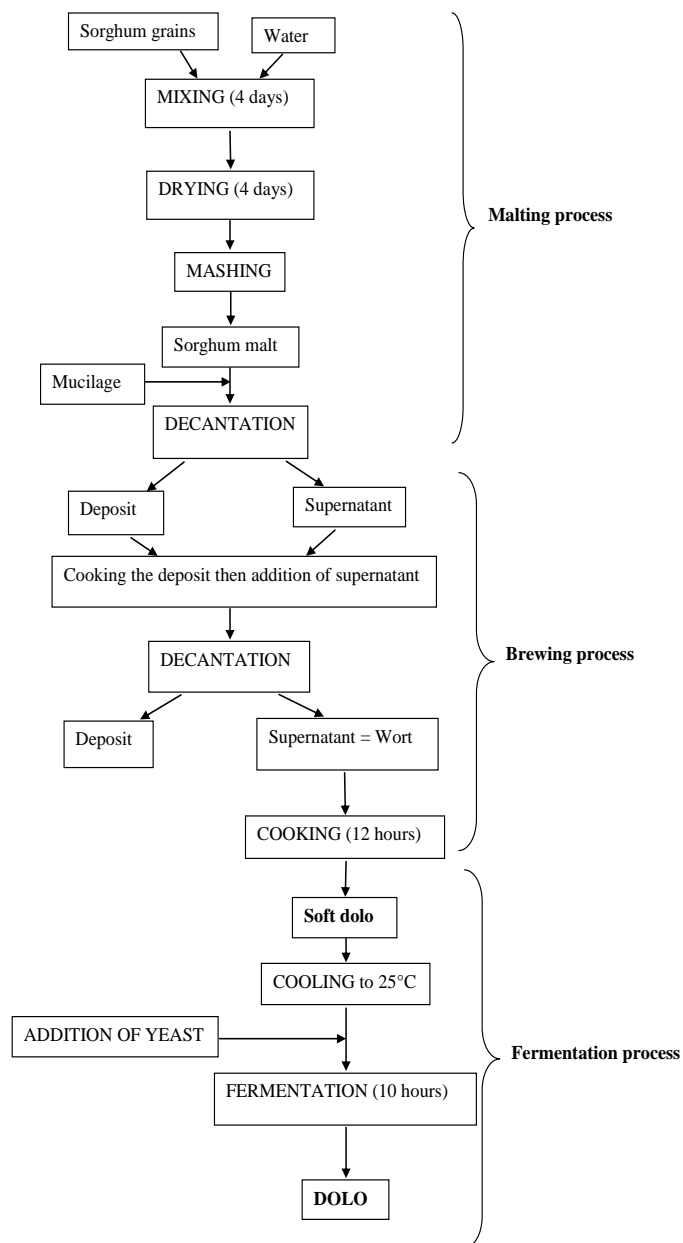 Sorghum grains
Water
MIXING (4 days)
DRYING (4 days)
Malting process
MASHING
Sorghum malt
Mucilage
DECANTATION
Deposit
Supernatant
Cooking the deposit then addition of supernatant
DECANTATION
Brewing process
Deposit
Supernatant = Wort
COOKING (12 hours)
Soft dolo
COOLING to 25°C
ADDITION OF YEAST
Fermentation process
FERMENTATION (10 hours)
DOLO